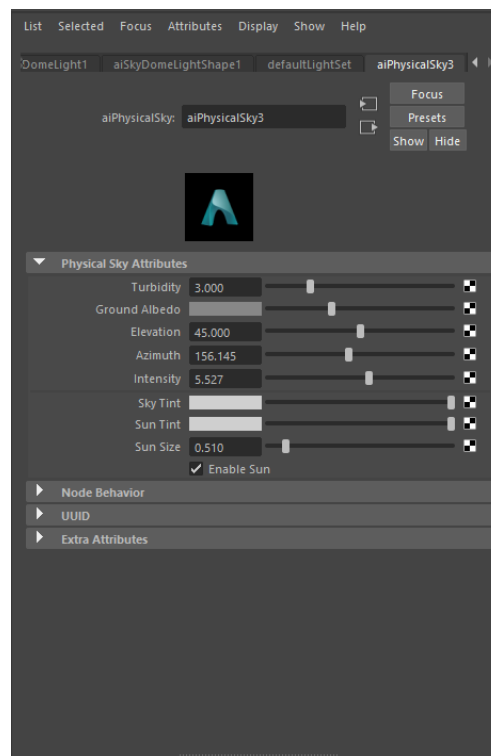 List Selected Focus Attributes Display Show Help
DomeLight1 aiSkyDomeLightShape1 defaultLightSet aiPhysicalSky3
Focus
aiPhysicalSky: aiPhysicalSky3
Presets
Show Hide
Physical Sky Attributes
Turbidity 3.000
Ground Albedo
Elevation 45.000
Azimuth 156.145
Intensity 5.527
Sky Tint
Sun Tint
Sun Size 0.510
Enable Sun
Node Behavior
UUID
Extra Attributes